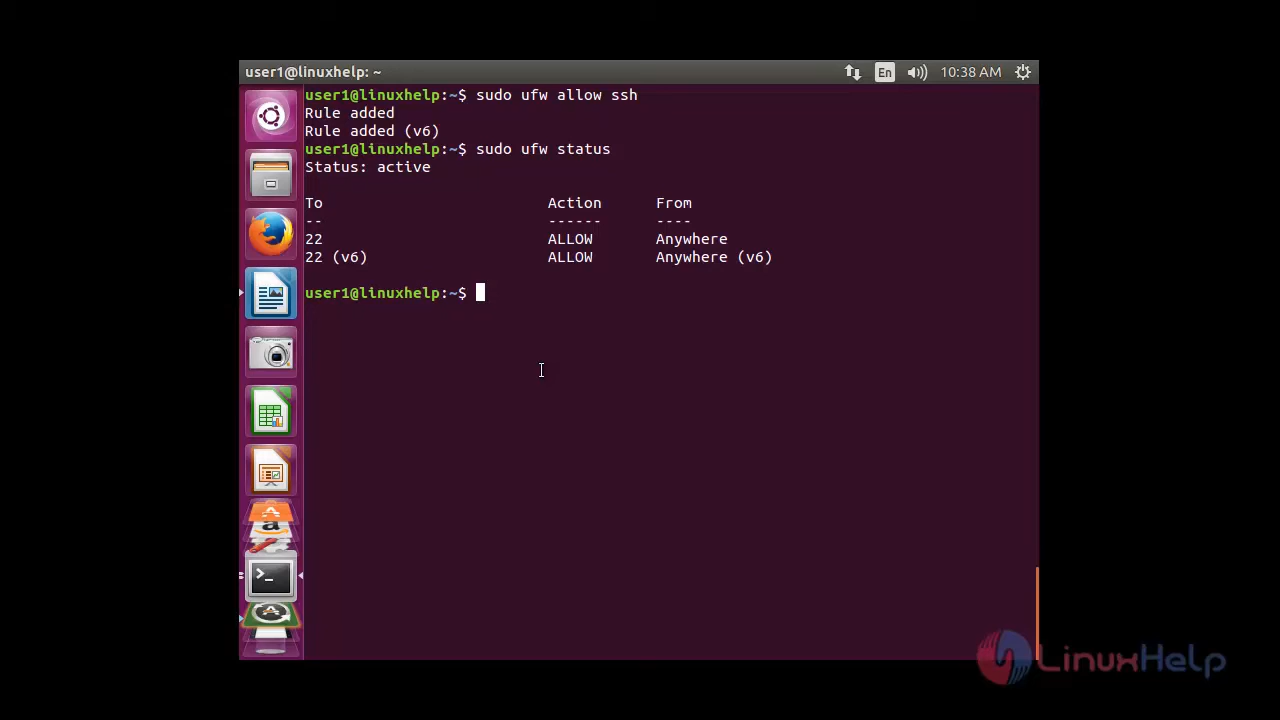 user1@linuxhelp: ~
En
10:38 AM
user1@linuxhelp:~$ sudo ufw allow ssh
Rule added
Rule added (v6)
user1@linuxhelp:~$ sudo ufw status
Status: active
To Action From
-- ------ ----
22 ALLOW Anywhere
22 (v6) ALLOW Anywhere (v6)
user1@linuxhelp:~$
a
>_
A
LinuxHelp